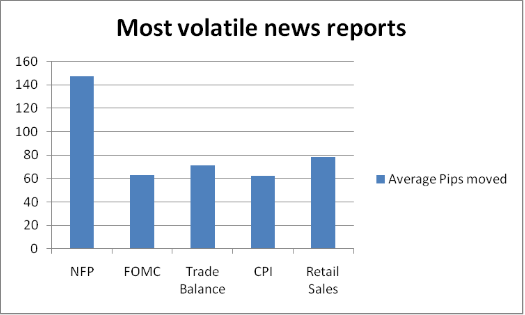 Most volatile news reports
160
140
120
100
80
60
40
20
0
NFP
FOMC
Trade
Balance
CPI
Retail
Sales
Average Pips moved